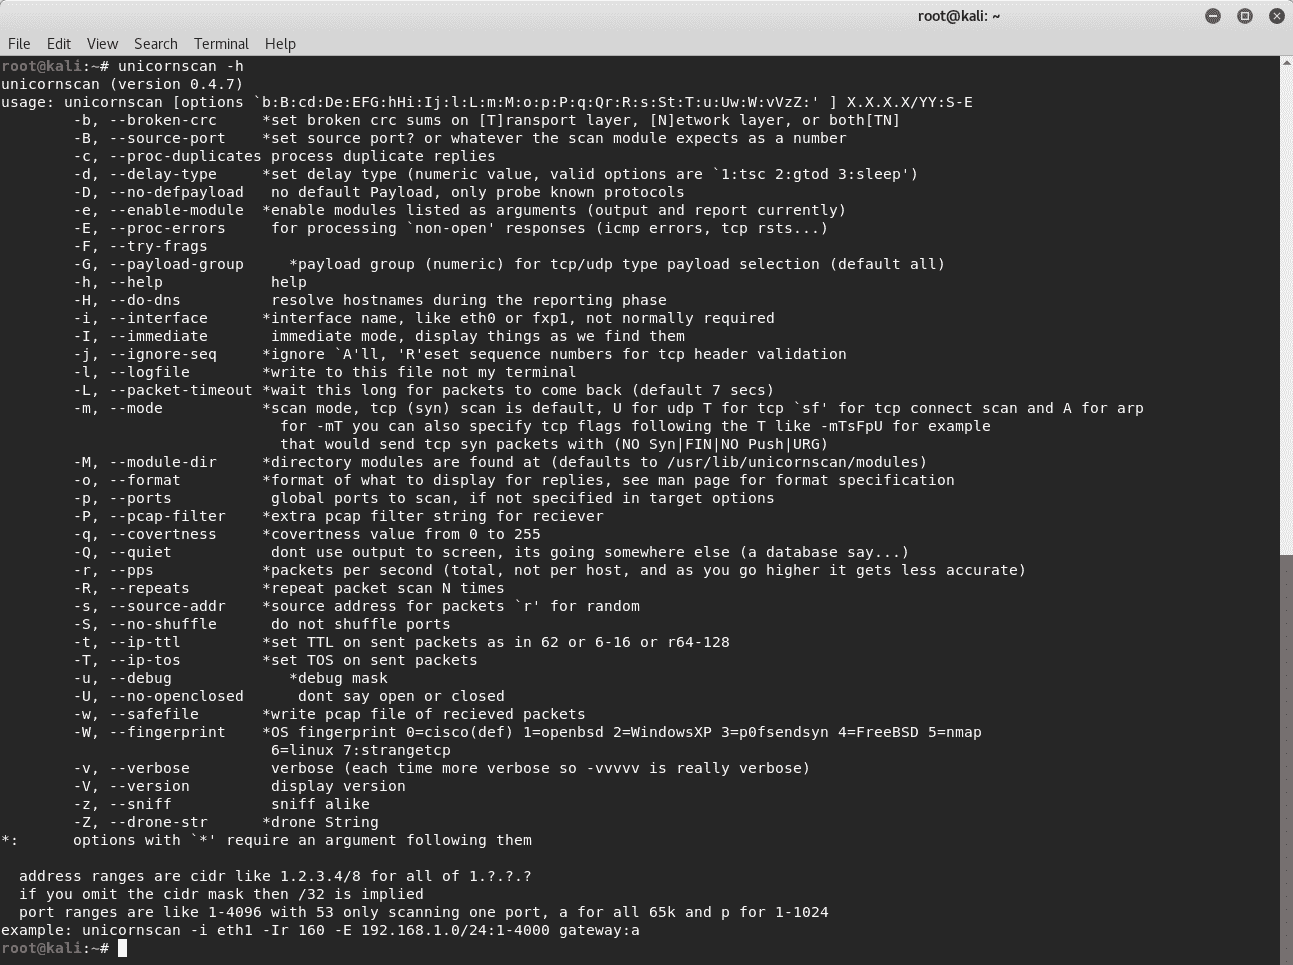 root@kali: ~
File Edit View Search Terminal Help
root@kali:~# unicornscan -h
unicornscan (version 0.4.7)
usage: unicornscan [options `b:B:cd:De:EFG:hHi:Ij:l:L:m:M:o:p:P:q:Qr:R:s:St:T:u:Uw:W:vVzZ:' ] X.X.X.X/YY:S-E
        -b, --broken-crc     *set broken crc sums on [T]ransport layer, [N]etwork layer, or both[TN]
        -B, --source-port    *set source port? or whatever the scan module expects as a number
        -c, --proc-duplicates process duplicate replies
        -d, --delay-type     *set delay type (numeric value, valid options are `1:tsc 2:gtod 3:sleep')
        -D, --no-defpayload   no default Payload, only probe known protocols
        -e, --enable-module  *enable modules listed as arguments (output and report currently)
        -E, --proc-errors     for processing `non-open' responses (icmp errors, tcp rsts...)
        -F, --try-frags
        -G, --payload-group     *payload group (numeric) for tcp/udp type payload selection (default all)
        -h, --help            help
        -H, --do-dns          resolve hostnames during the reporting phase
        -i, --interface      *interface name, like eth0 or fxp1, not normally required
        -I, --immediate       immediate mode, display things as we find them
        -j, --ignore-seq     *ignore `A'll, 'R'eset sequence numbers for tcp header validation
        -l, --logfile        *write to this file not my terminal
        -L, --packet-timeout *wait this long for packets to come back (default 7 secs)
        -m, --mode           *scan mode, tcp (syn) scan is default, U for udp T for tcp `sf' for tcp connect scan and A for arp
                               for -mT you can also specify tcp flags following the T like -mTsFpU for example
                               that would send tcp syn packets with (NO Syn|FIN|NO Push|URG)
        -M, --module-dir     *directory modules are found at (defaults to /usr/lib/unicornscan/modules)
        -o, --format         *format of what to display for replies, see man page for format specification
        -p, --ports           global ports to scan, if not specified in target options
        -P, --pcap-filter    *extra pcap filter string for reciever
        -q, --covertness     *covertness value from 0 to 255
        -Q, --quiet           dont use output to screen, its going somewhere else (a database say...)
        -r, --pps            *packets per second (total, not per host, and as you go higher it gets less accurate)
        -R, --repeats        *repeat packet scan N times
        -s, --source-addr    *source address for packets `r' for random
        -S, --no-shuffle      do not shuffle ports
        -t, --ip-ttl         *set TTL on sent packets as in 62 or 6-16 or r64-128
        -T, --ip-tos         *set TOS on sent packets
        -u, --debug             *debug mask
        -U, --no-openclosed      dont say open or closed
        -w, --safefile       *write pcap file of recieved packets
        -W, --fingerprint    *OS fingerprint 0=cisco(def) 1=openbsd 2=WindowsXP 3=p0fsendsyn 4=FreeBSD 5=nmap
                              6=linux 7:strangetcp
        -v, --verbose         verbose (each time more verbose so -vvvvv is really verbose)
        -V, --version         display version
        -z, --sniff           sniff alike
        -Z, --drone-str      *drone String
*:      options with `*' require an argument following them
  address ranges are cidr like 1.2.3.4/8 for all of 1.?.?.?
  if you omit the cidr mask then /32 is implied
  port ranges are like 1-4096 with 53 only scanning one port, a for all 65k and p for 1-1024
example: unicornscan -i eth1 -Ir 160 -E 192.168.1.0/24:1-4000 gateway:a
root@kali:~#